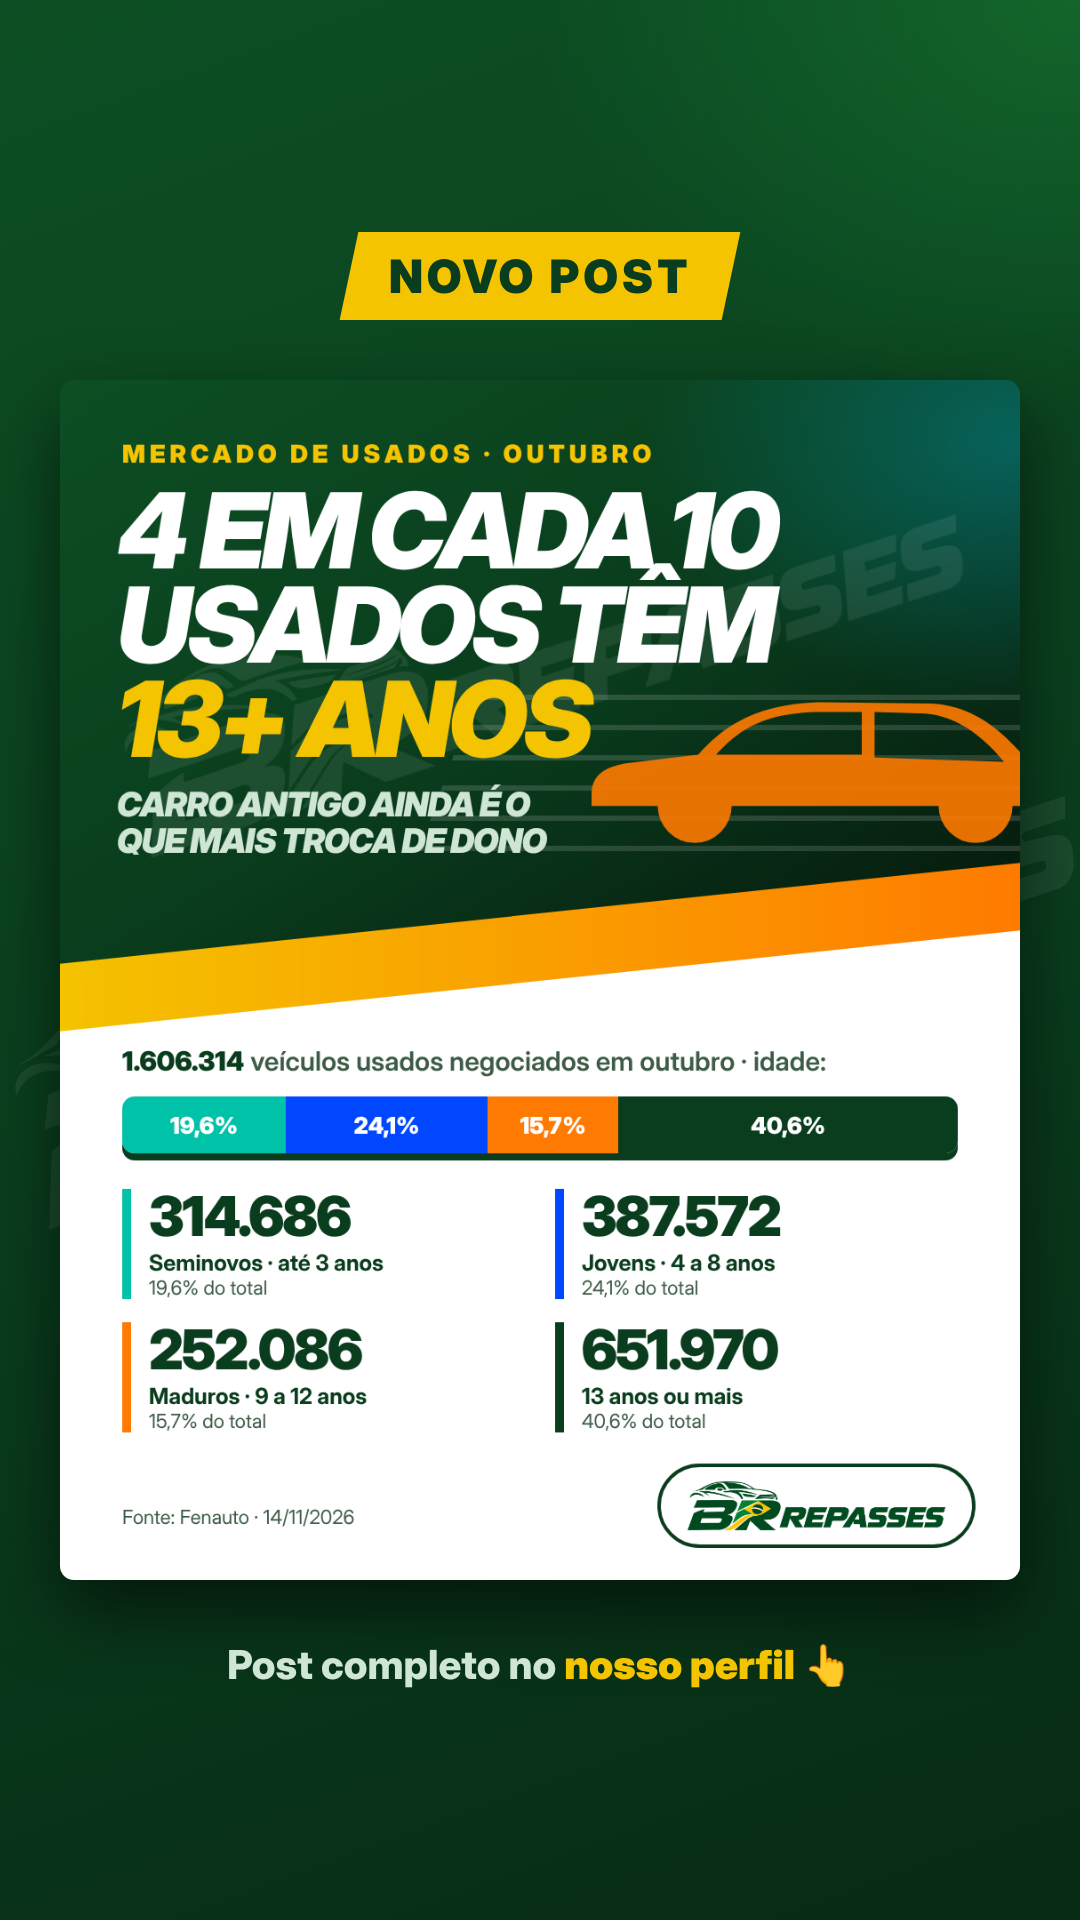 NOVO POST
MERCADO DE USADOS · OUTUBRO
4 EM CADA 10
USADOS TÊM
13+ ANOS
CARRO ANTIGO AINDA É O
QUE MAIS TROCA DE DONO
1.606.314 veículos usados negociados em outubro · idade:
19,6% 24,1% 15,7% 40,6%
314.686
Seminovos · até 3 anos
19,6% do total
387.572
Jovens · 4 a 8 anos
24,1% do total
252.086
Maduros · 9 a 12 anos
15,7% do total
651.970
13 anos ou mais
40,6% do total
Fonte: Fenauto · 14/11/2026
BR REPASSES
Post completo no nosso perfil 👆